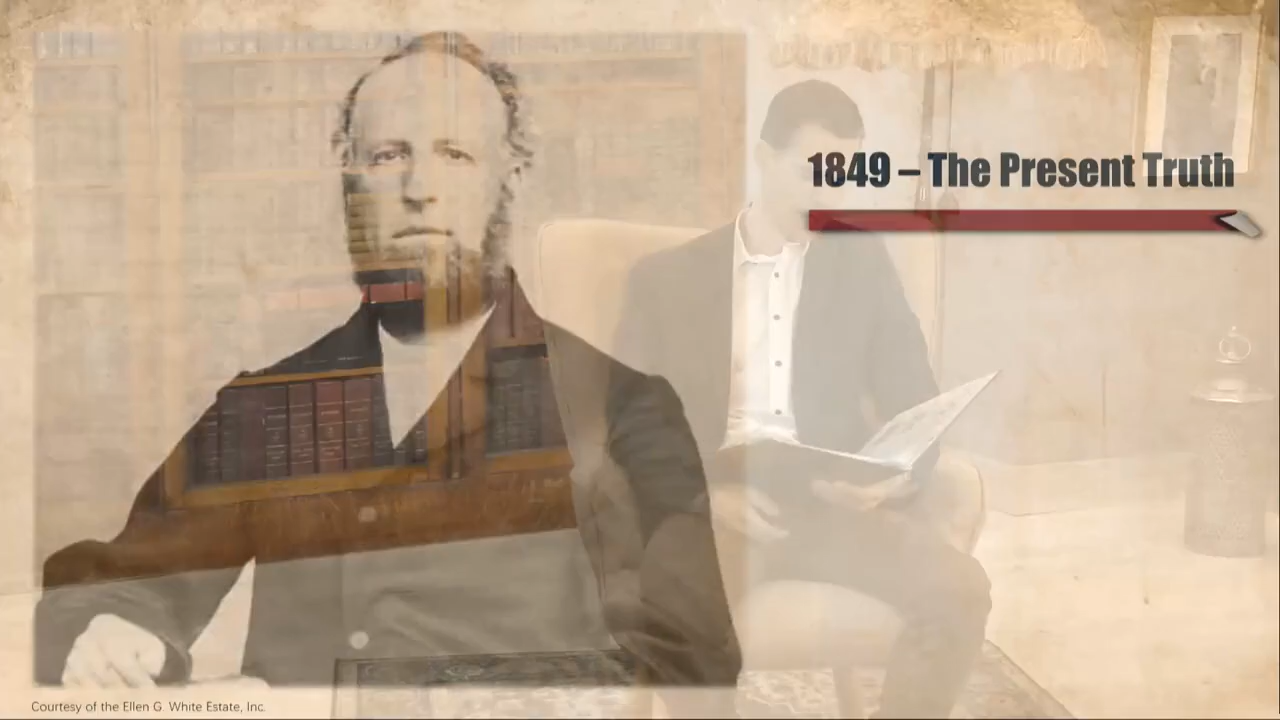 1849 – The Present Truth
Courtesy of the Ellen G. White Estate, Inc.